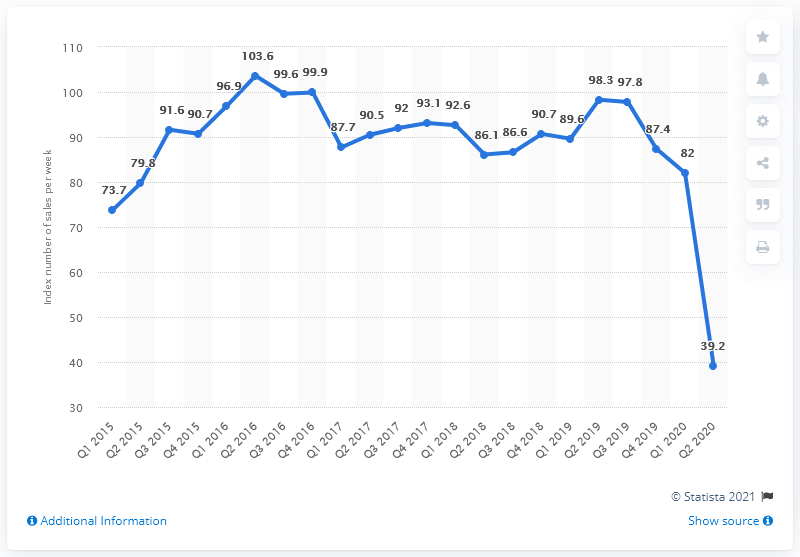 110
100
90
80
70
60
50
40
30
Index number of sales per week
73.7
79.8
91.6
90.7
96.9
103.6
99.6
99.9
87.7
90.5
92
93.1
92.6
86.1
86.6
90.7
89.6
98.3
97.8
87.4
82
39.2
Q1 2015
Q2 2015
Q3 2015
Q4 2015
Q1 2016
Q2 2016
Q3 2016
Q4 2016
Q1 2017
Q2 2017
Q3 2017
Q4 2017
Q1 2018
Q2 2018
Q3 2018
Q4 2018
Q1 2019
Q2 2019
Q3 2019
Q4 2019
Q1 2020
Q2 2020
© Statista 2021
Additional Information
Show source